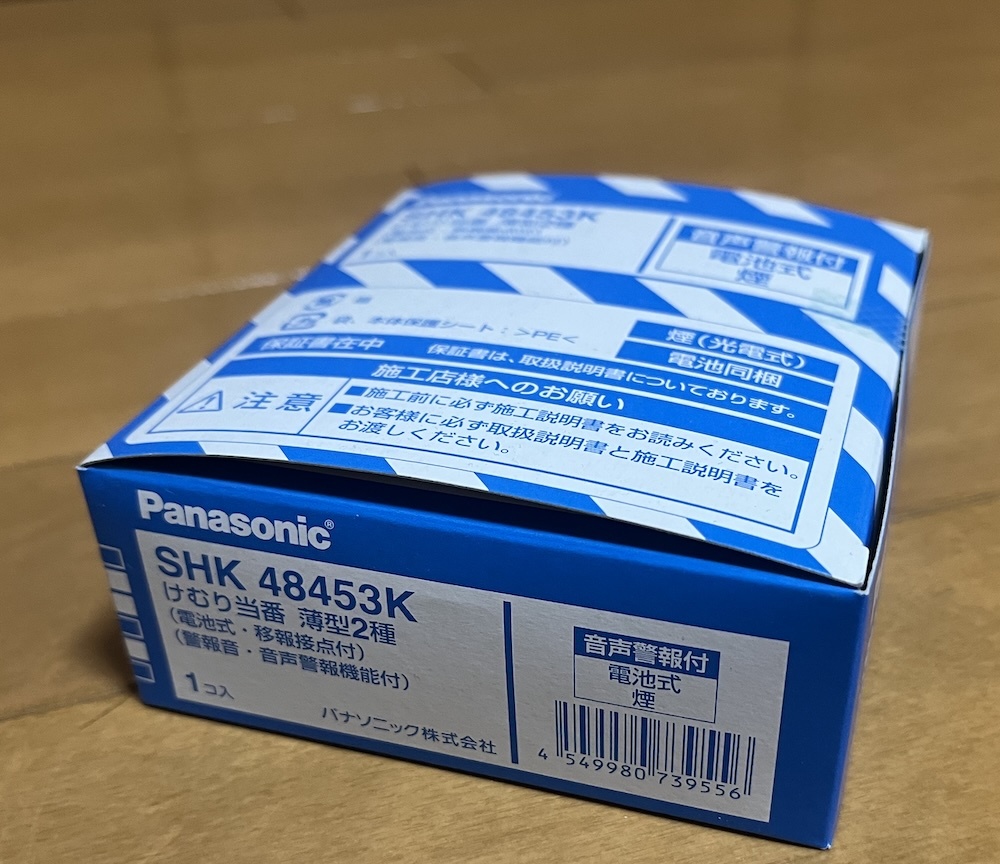 SHK 48453K
音声警報付
電池式
煙
袋、本体保護シート：>PE<
煙(光電式)
電池同梱
保証書在中 保証書は、取扱説明書についております。
施工店様へのお願い
注意
■施工前に必ず施工説明書をお読みください。
■お客様に必ず取扱説明書と施工説明書を
お渡しください。
Panasonic®
SHK 48453K
けむり当番 薄型2種
(電池式・移報接点付)
(警報音・音声警報機能付)
1コ入
パナソニック株式会社
音声警報付
電池式
煙
4 549980 739556